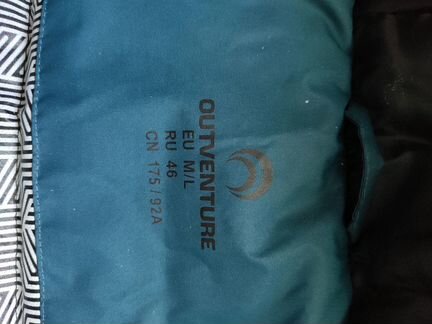 OUTVENTURE
EU M/L
RU 46
CN 175/92A